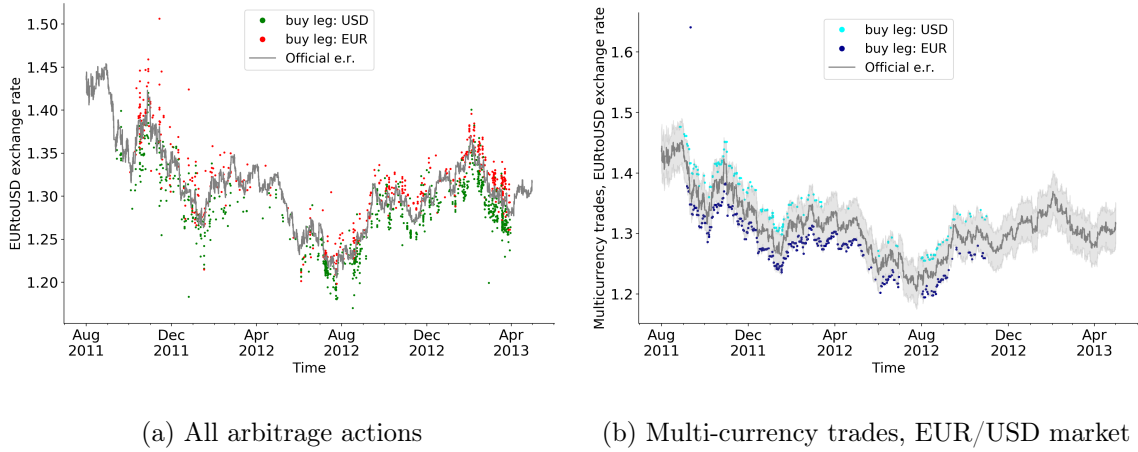 1.50
1.45
1.40
1.35
1.30
1.25
1.20
EURtoUSD exchange rate
buy leg: USD
buy leg: EUR
Official e.r.
Aug 2011
Dec 2011
Apr 2012
Aug 2012
Dec 2012
Apr 2013
Time
(a) All arbitrage actions
1.6
1.5
1.4
1.3
1.2
Multicurrency trades, EURtoUSD exchange rate
buy leg: USD
buy leg: EUR
Official e.r.
Aug 2011
Dec 2011
Apr 2012
Aug 2012
Dec 2012
Apr 2013
Time
(b) Multi-currency trades, EUR/USD market